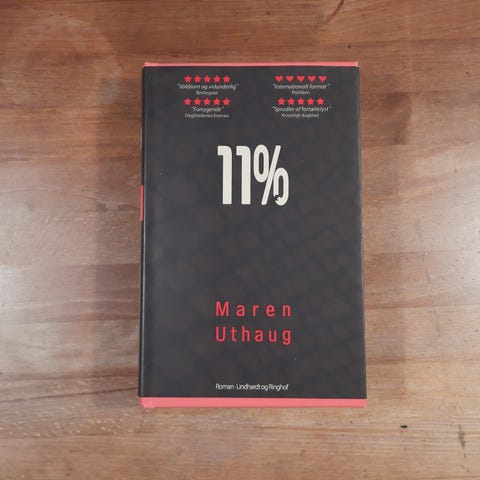 ★★★★★
"Voldsom og vidunderlig"
Berlingske
♥♥♥♥♥
"Internationalt format"
Politiken
★★★★★
"Forrygende"
Dagbladenes bureau
★★★★★
"Sprudler af fortællelyst"
Kristeligt dagblad
11%
Maren
Uthaug
Roman · Lindhardt og Ringhof